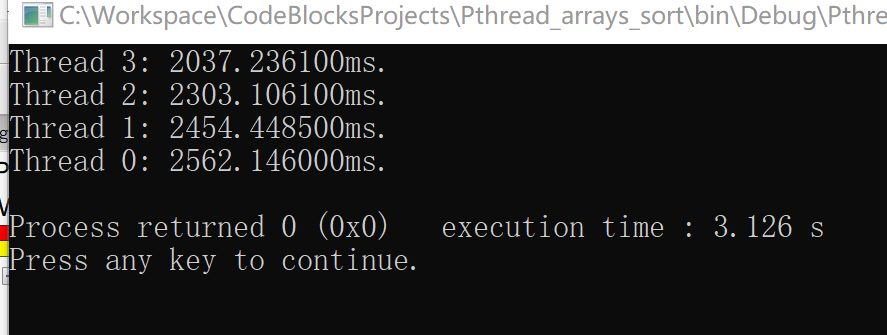 C:\Workspace\CodeBlocksProjects\Pthread_arrays_sort\bin\Debug\Pthre
Thread 3: 2037.236100ms.
Thread 2: 2303.106100ms.
Thread 1: 2454.448500ms.
Thread 0: 2562.146000ms.
Process returned 0 (0x0)   execution time : 3.126 s
Press any key to continue.